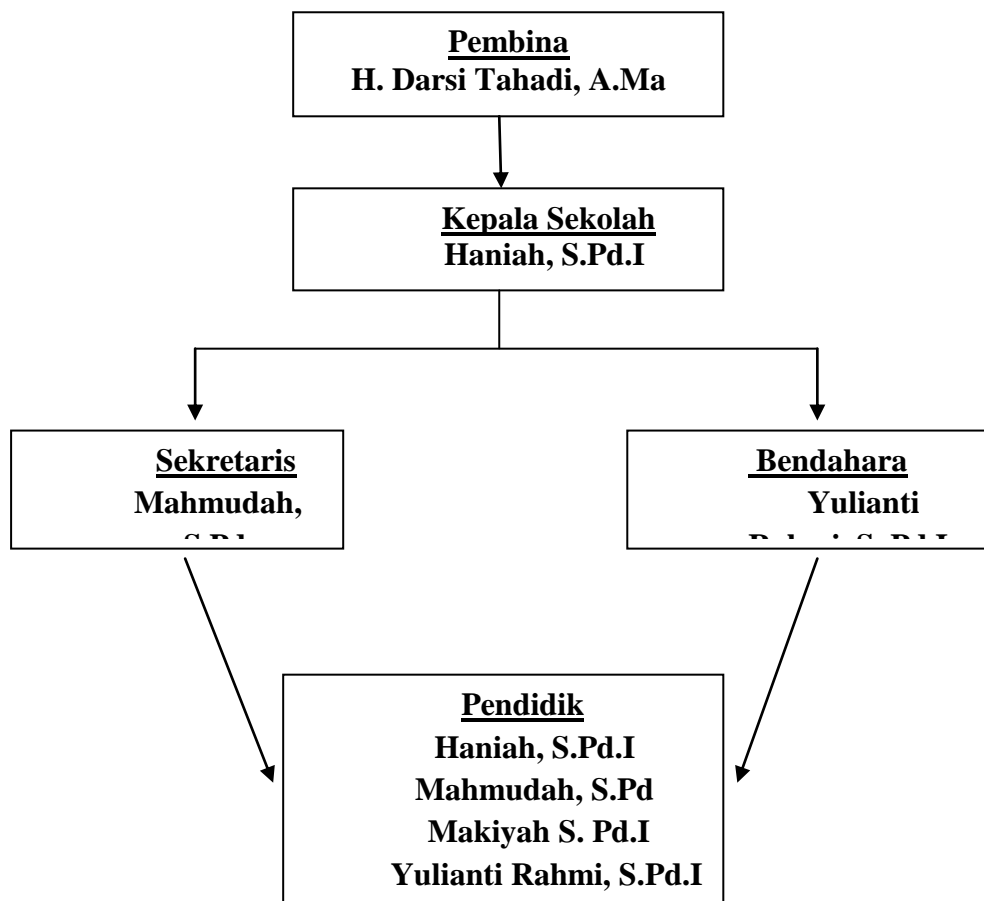 Pembina
H. Darsi Tahadi, A.Ma
Kepala Sekolah
Haniah, S.Pd.I
Sekretaris
Mahmudah,
Bendahara
Yulianti
Pendidik
Haniah, S.Pd.I
Mahmudah, S.Pd
Makiyah S. Pd.I
Yulianti Rahmi, S.Pd.I